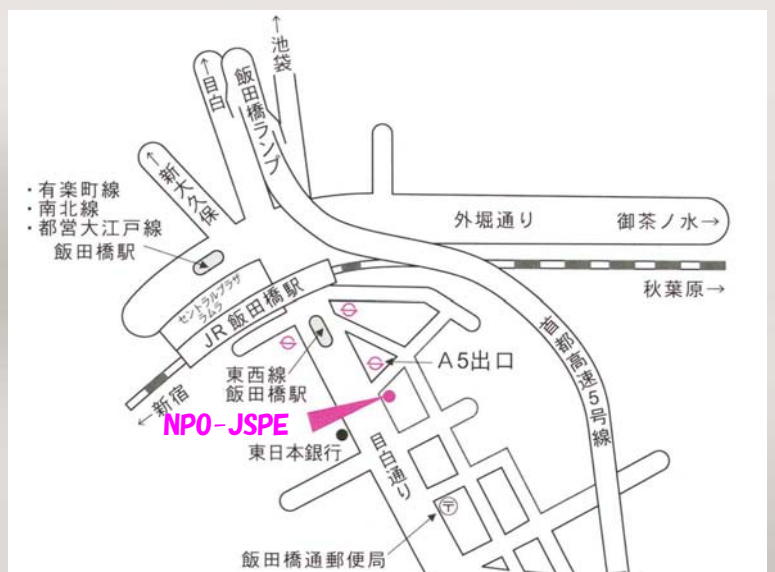 ↑池袋
↑目白
飯田橋ランプ
↑新大久保
・有楽町線
・南北線
・都営大江戸線
飯田橋駅
外堀通り
御茶ノ水→
セントラルプラザ
ラムラ
JR飯田橋駅
秋葉原→
首都高速5号線
A5出口
東西線
飯田橋駅
←新宿
NPO-JSPE
東日本銀行
目白通り
〒
飯田橋通郵便局